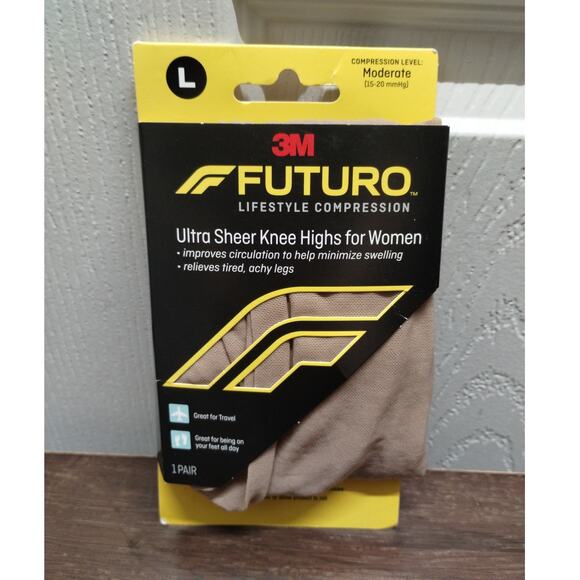 L
COMPRESSION LEVEL:
Moderate
(15-20 mmHg)
3M
FUTURO™
LIFESTYLE COMPRESSION
Ultra Sheer Knee Highs for Women
• improves circulation to help minimize swelling
• relieves tired, achy legs
Great for Travel
Great for being on
your feet all day
1 PAIR